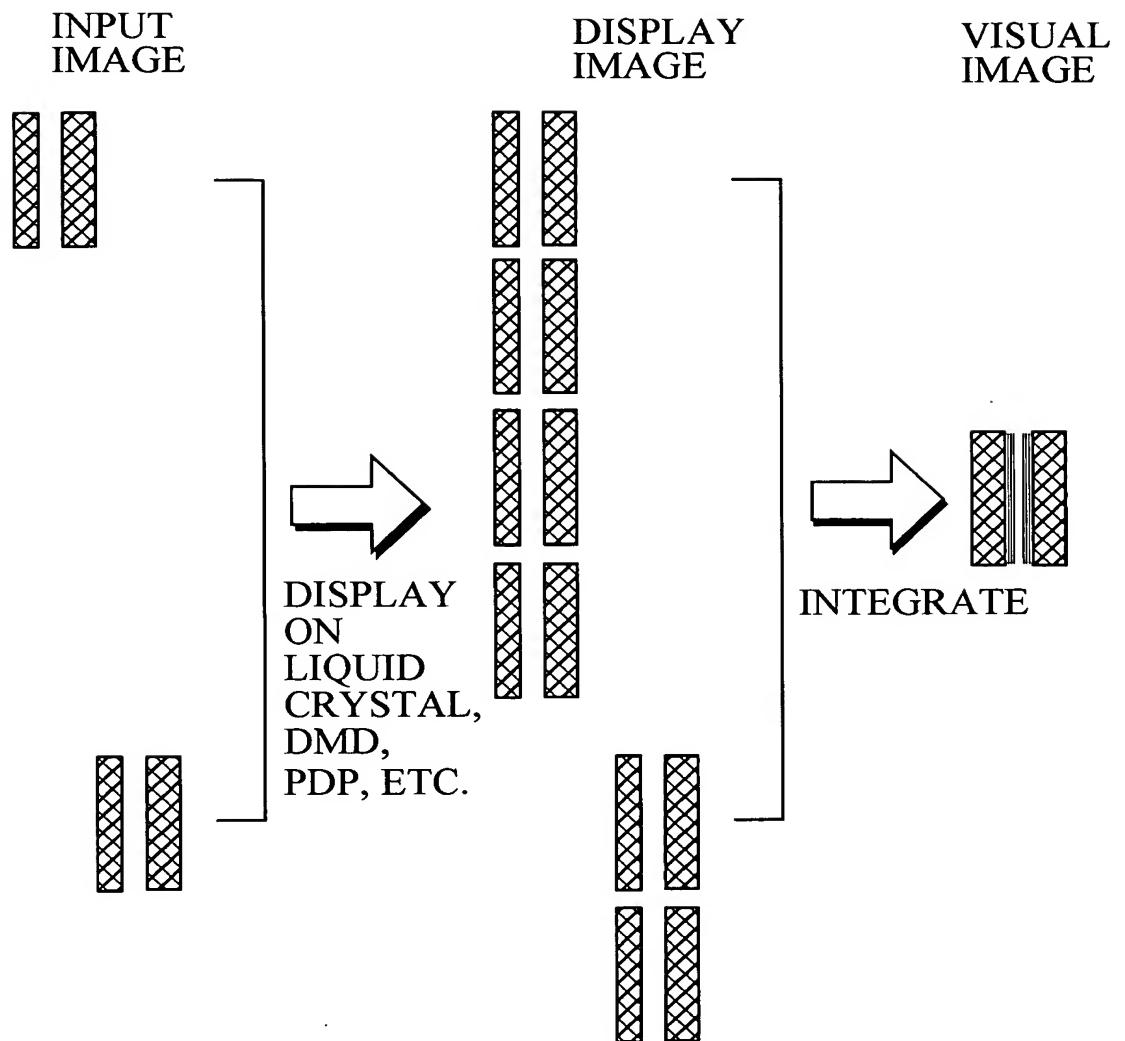 INPUT
IMAGE
DISPLAY
IMAGE
VISUAL
IMAGE
DISPLAY
ON
LIQUID
CRYSTAL,
DMD,
PDP, ETC.
INTEGRATE